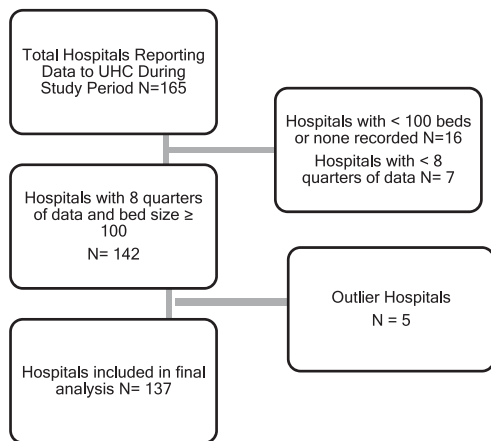 Total Hospitals Reporting
Data to UHC During
Study Period N=165
Hospitals with < 100 beds
or none recorded N=16
Hospitals with < 8
quarters of data N= 7
Hospitals with 8 quarters
of data and bed size ≥
100
N= 142
Outlier Hospitals
N = 5
Hospitals included in final
analysis N= 137